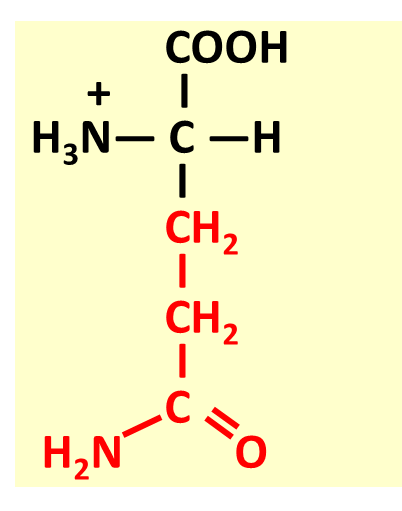 COOH
+
H₃N—C—H
CH₂
CH₂
C
H₂N O